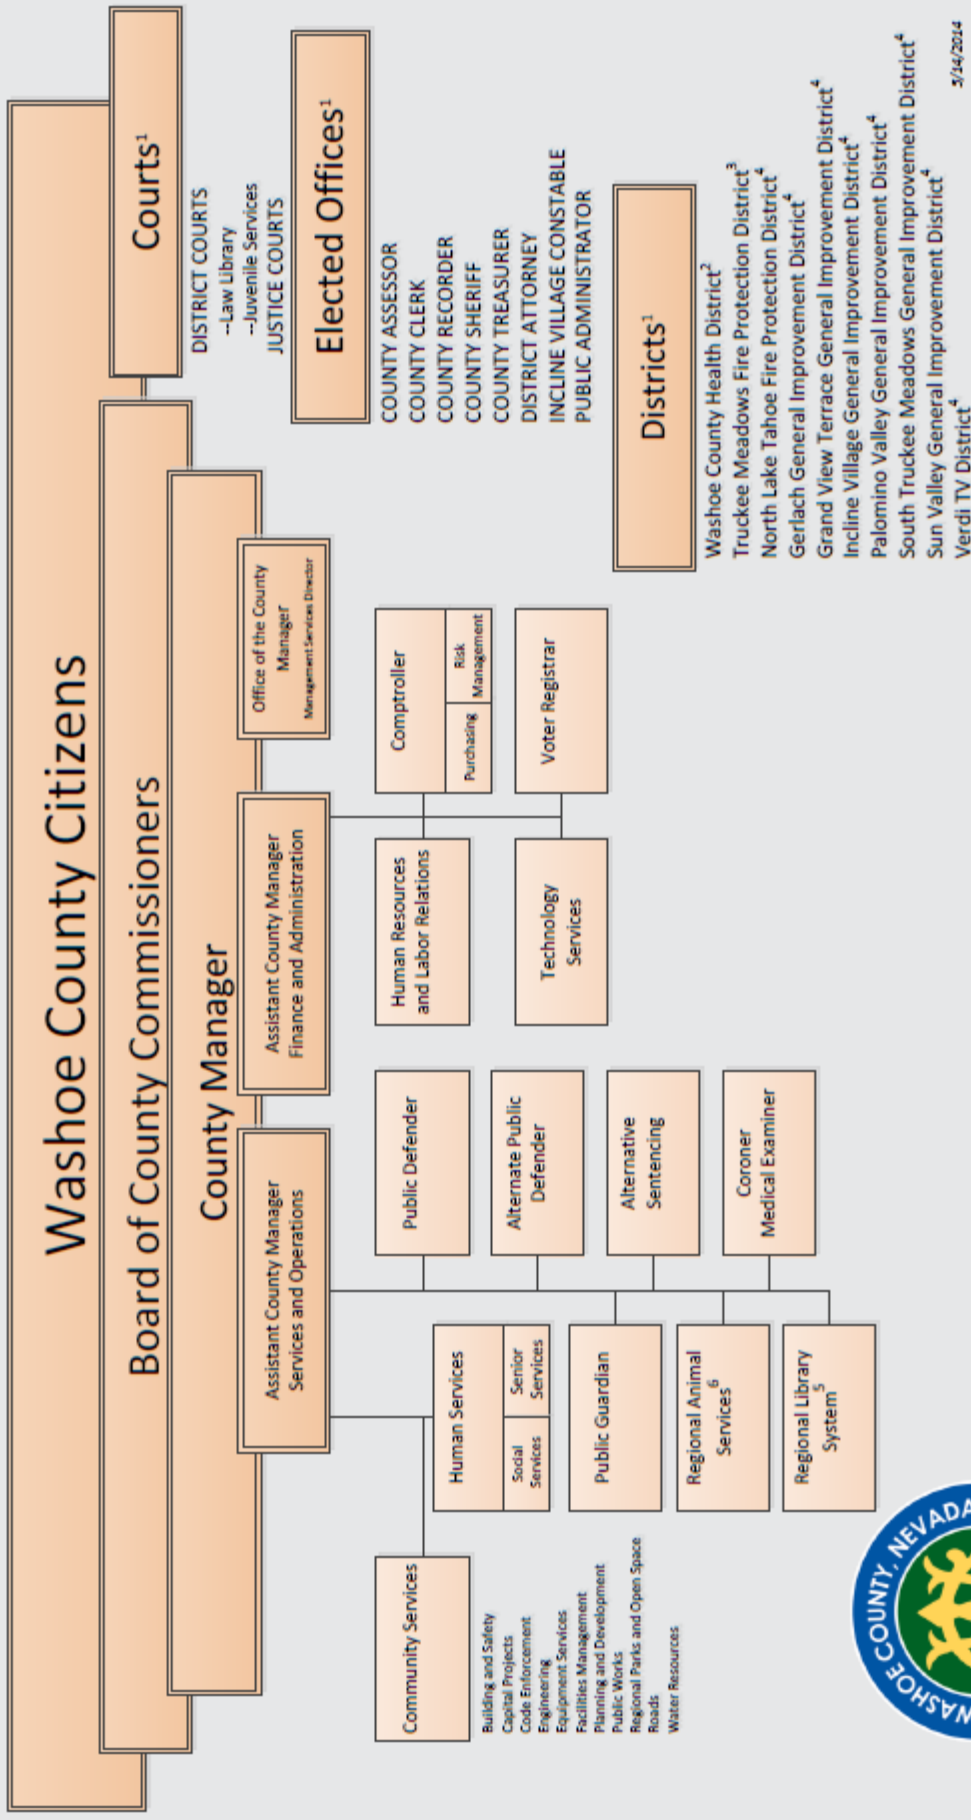 Washoe County Citizens
Board of County Commissioners
County Manager
Assistant County Manager
Services and Operations
Assistant County Manager
Finance and Administration
Office of the County
Manager
Management Services Director
Community Services
Building and Safety
Capital Projects
Code Enforcement
Engineering
Equipment Services
Facilities Management
Planning and Development
Public Works
Regional Parks and Open Space
Roads
Water Resources
Human Services
Social
Services
Senior
Services
Public Guardian
Regional Animal
Services⁶
Regional Library
System⁵
Public Defender
Alternate Public
Defender
Alternative
Sentencing
Coroner
Medical Examiner
Human Resources
and Labor Relations
Technology
Services
Comptroller
Purchasing
Risk
Management
Voter Registrar
Courts¹
DISTRICT COURTS
--Law Library
--Juvenile Services
JUSTICE COURTS
Elected Offices¹
COUNTY ASSESSOR
COUNTY CLERK
COUNTY RECORDER
COUNTY SHERIFF
COUNTY TREASURER
DISTRICT ATTORNEY
INCLINE VILLAGE CONSTABLE
PUBLIC ADMINISTRATOR
Districts¹
Washoe County Health District²
Truckee Meadows Fire Protection District³
North Lake Tahoe Fire Protection District⁴
Gerlach General Improvement District⁴
Grand View Terrace General Improvement District⁴
Incline Village General Improvement District⁴
Palomino Valley General Improvement District⁴
South Truckee Meadows General Improvement District⁴
Sun Valley General Improvement District⁴
Verdi TV District⁴
5/14/2014
WASHOE COUNTY, NEVADA